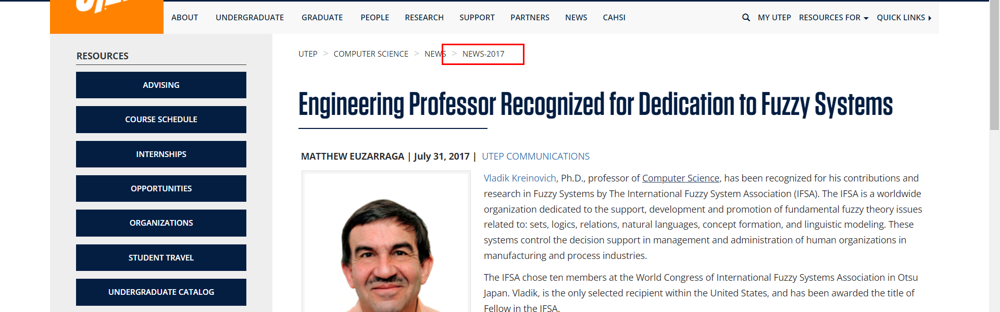 ABOUT UNDERGRADUATE GRADUATE PEOPLE RESEARCH SUPPORT PARTNERS NEWS CAHSI MY UTEP RESOURCES FOR QUICK LINKS
RESOURCES
ADVISING
COURSE SCHEDULE
INTERNSHIPS
OPPORTUNITIES
ORGANIZATIONS
STUDENT TRAVEL
UNDERGRADUATE CATALOG
UTEP > COMPUTER SCIENCE > NEWS > NEWS-2017
Engineering Professor Recognized for Dedication to Fuzzy Systems
MATTHEW EUZARRAGA | July 31, 2017 | UTEP COMMUNICATIONS
Vladik Kreinovich, Ph.D., professor of Computer Science, has been recognized for his contributions and
research in Fuzzy Systems by The International Fuzzy System Association (IFSA). The IFSA is a worldwide
organization dedicated to the support, development and promotion of fundamental fuzzy theory issues
related to: sets, logics, relations, natural languages, concept formation, and linguistic modeling. These
systems control the decision support in management and administration of human organizations in
manufacturing and process industries.
The IFSA chose ten members at the World Congress of International Fuzzy Systems Association in Otsu
Japan. Vladik, is the only selected recipient within the United States, and has been awarded the title of
Fellow in the IFSA.